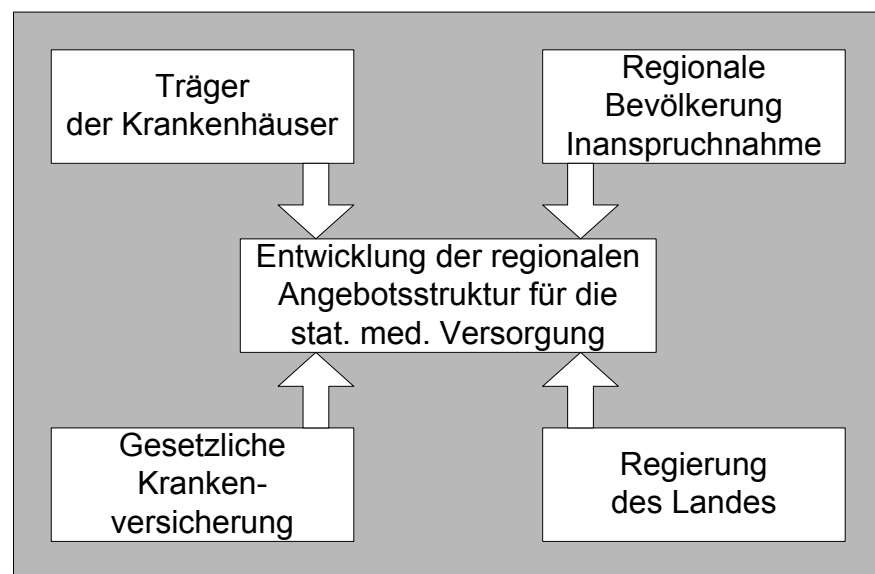 Träger
der Krankenhäuser
Regionale
Bevölkerung
Inanspruchnahme
Entwicklung der regionalen
Angebotsstruktur für die
stat. med. Versorgung
Gesetzliche
Kranken-
versicherung
Regierung
des Landes